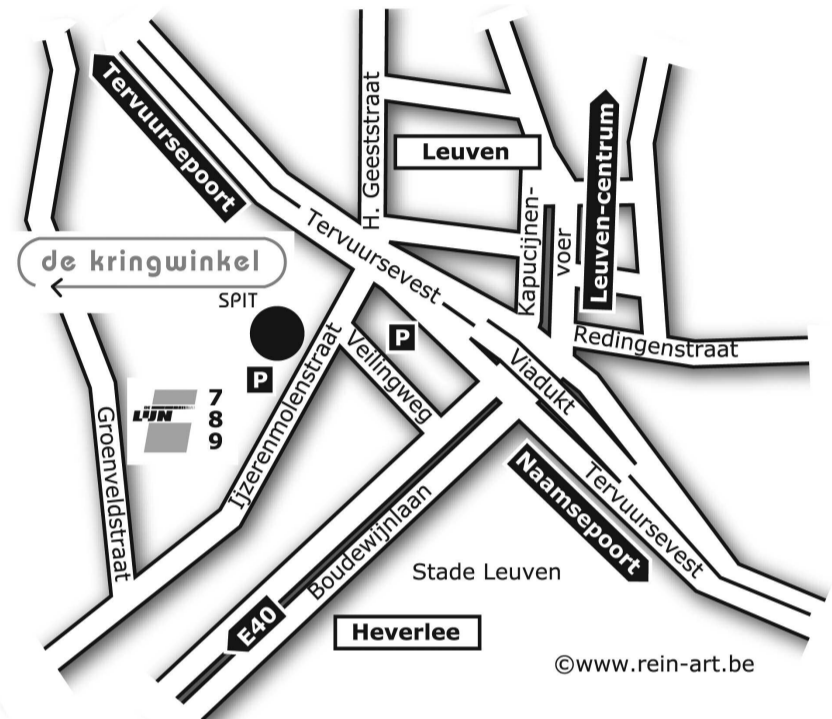 Tervuursepoort
H. Geeststraat
Leuven
Leuven-centrum
Kapucijnen-
voer
Tervuursevest
de kringwinkel
SPIT
P
P
Redingenstraat
Viadukt
Veilingweg
Ijzerenmolenstraat
LIJN
7
8
9
Groenveldstraat
Naamsepoort
Tervuursevest
Boudewijnlaan
Stade Leuven
E40
Heverlee
©www.rein-art.be